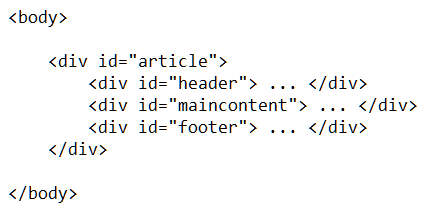 <body>
<div id="article">
<div id="header"> ... </div>
<div id="maincontent"> ... </div>
<div id="footer"> ... </div>
</div>
</body>